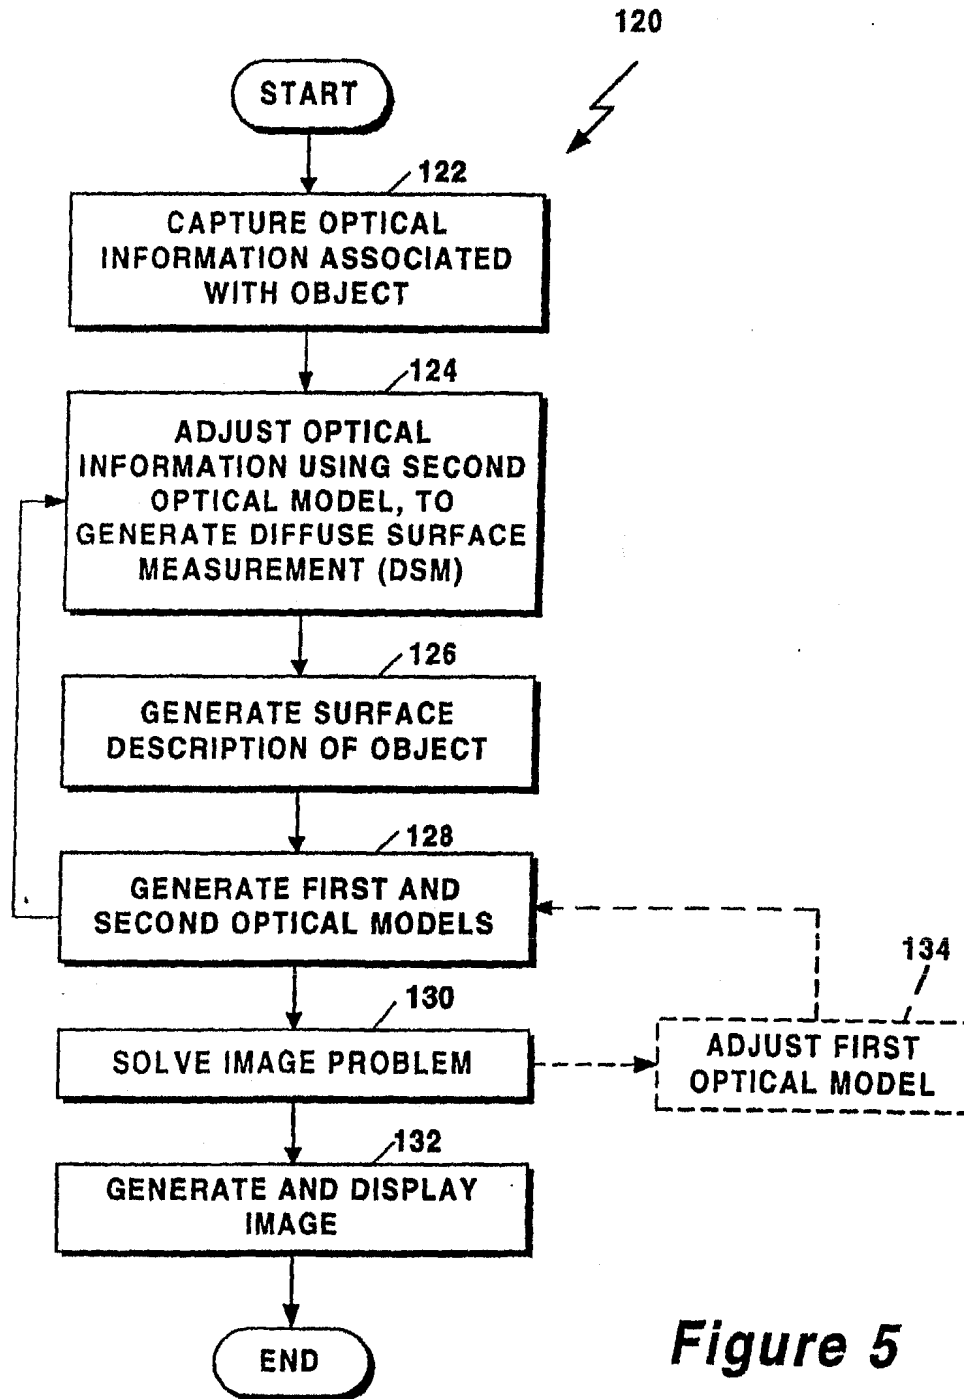 120
START
122
CAPTURE OPTICAL
INFORMATION ASSOCIATED
WITH OBJECT
124
ADJUST OPTICAL
INFORMATION USING SECOND
OPTICAL MODEL, TO
GENERATE DIFFUSE SURFACE
MEASUREMENT (DSM)
126
GENERATE SURFACE
DESCRIPTION OF OBJECT
128
GENERATE FIRST AND
SECOND OPTICAL MODELS
134
ADJUST FIRST
OPTICAL MODEL
130
SOLVE IMAGE PROBLEM
132
GENERATE AND DISPLAY
IMAGE
END
Figure 5